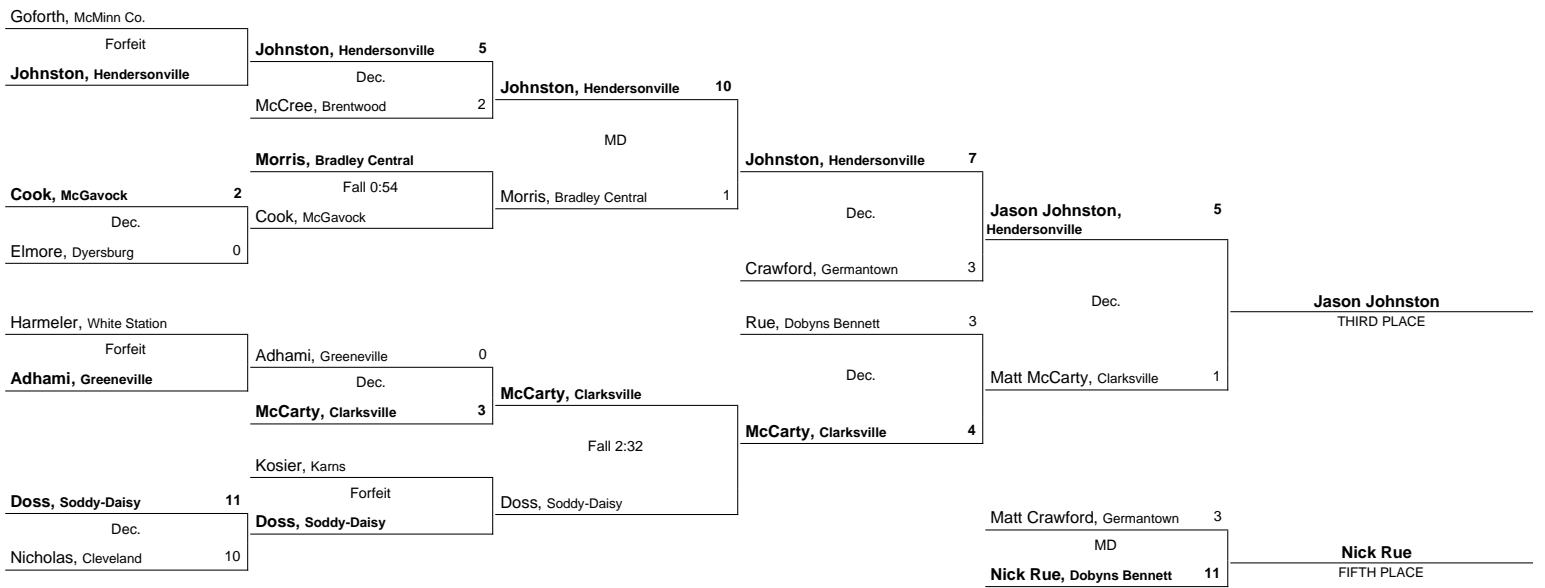 Goforth, McMinn Co.
Forfeit
Johnston, Hendersonville
Johnston, Hendersonville 5
Dec.
McCree, Brentwood 2
Johnston, Hendersonville 10
MD
Morris, Bradley Central 1
Morris, Bradley Central
Fall 0:54
Cook, McGavock
Cook, McGavock 2
Dec.
Elmore, Dyersburg 0
Johnston, Hendersonville 7
Dec.
Crawford, Germantown 3
Jason Johnston, 5
Hendersonville
Dec.
Matt McCarty, Clarksville 1
Jason Johnston
THIRD PLACE
Harmeler, White Station
Forfeit
Adhami, Greeneville
Adhami, Greeneville 0
Dec.
McCarty, Clarksville 3
McCarty, Clarksville
Fall 2:32
Doss, Soddy-Daisy
Rue, Dobyns Bennett 3
Dec.
McCarty, Clarksville 4
Kosier, Karns
Forfeit
Doss, Soddy-Daisy
Doss, Soddy-Daisy 11
Dec.
Nicholas, Cleveland 10
Matt Crawford, Germantown 3
MD
Nick Rue, Dobyns Bennett 11
Nick Rue
FIFTH PLACE